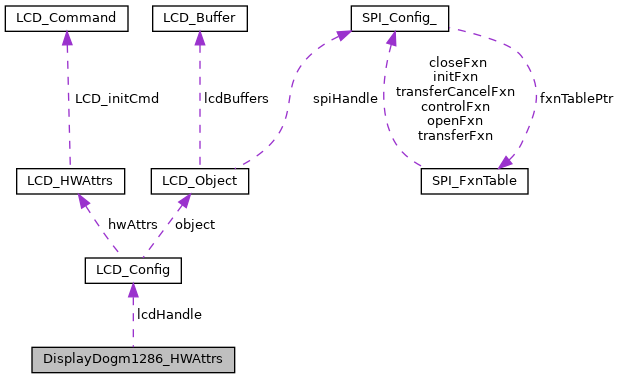 LCD_Command
LCD_Buffer
SPI_Config_
closeFxn
initFxn
transferCancelFxn
controlFxn
openFxn
transferFxn
LCD_initCmd
lcdBuffers
spiHandle
fxnTablePtr
LCD_HWAttrs
LCD_Object
SPI_FxnTable
hwAttrs
object
LCD_Config
lcdHandle
DisplayDogm1286_HWAttrs